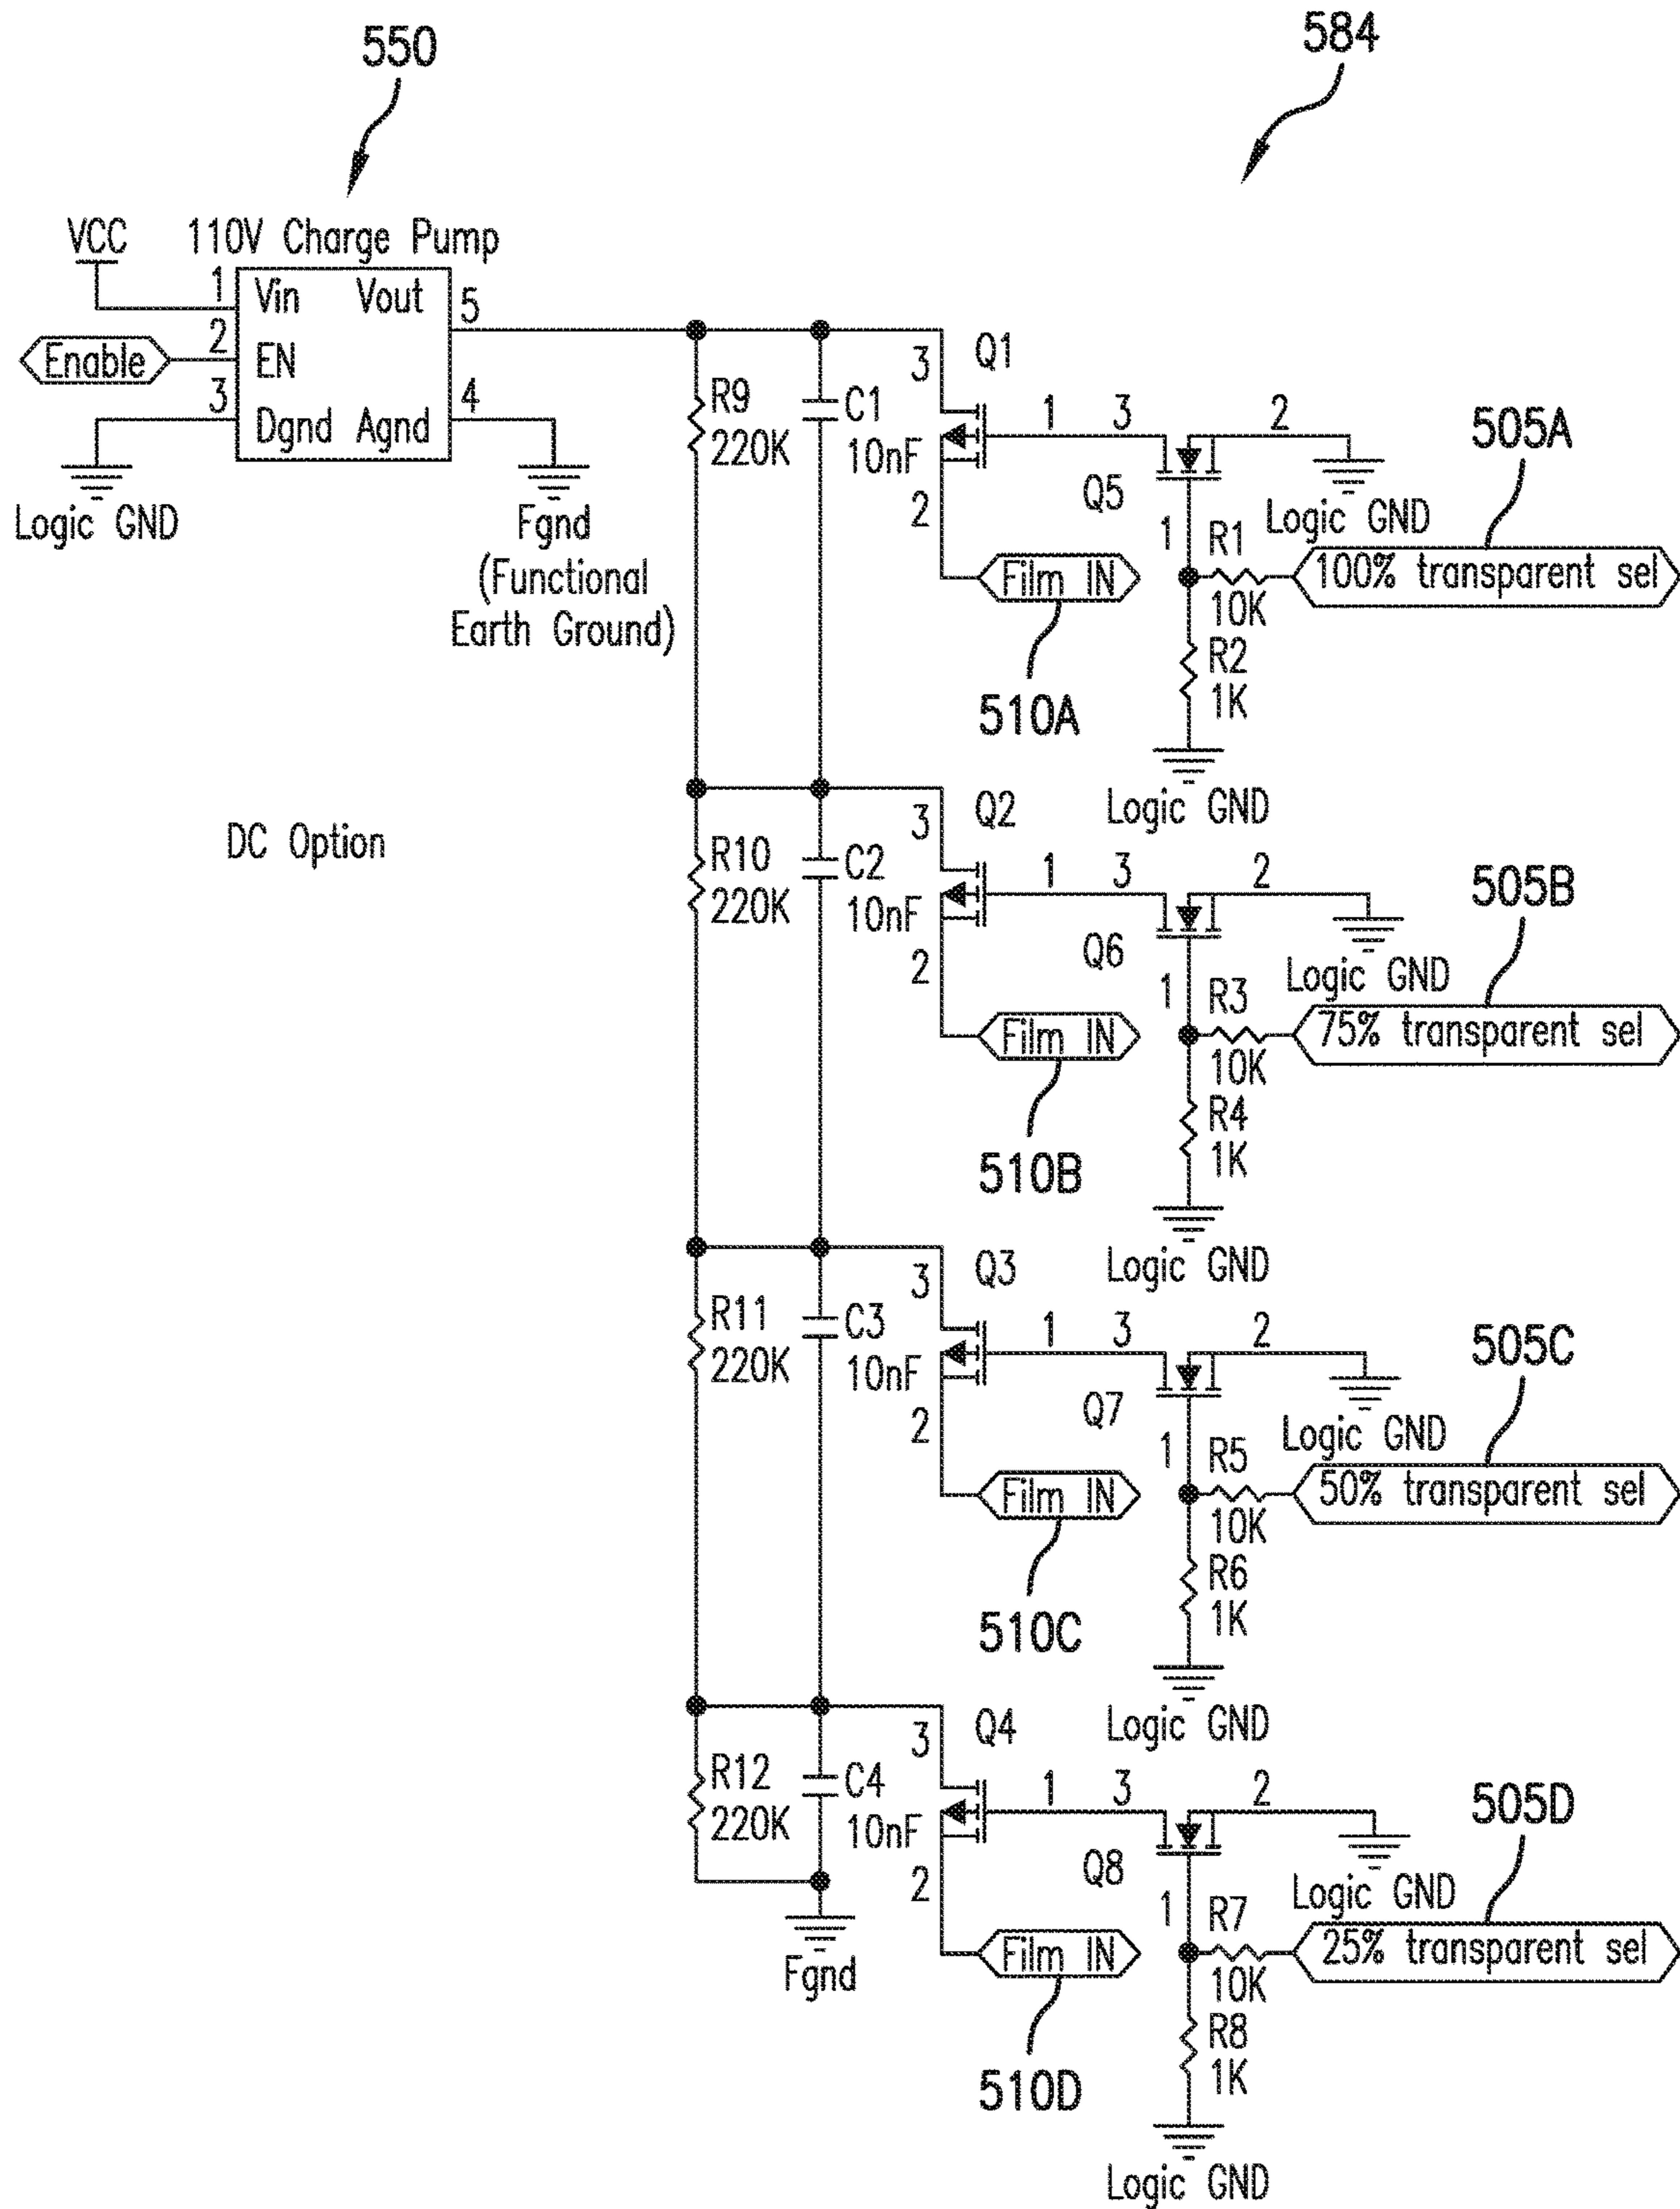 550
584
VCC
110V Charge Pump
1
Vin
Vout
5
2
Enable
EN
3
4
Dgnd
Agnd
Logic GND
Fgnd
(Functional
Earth Ground)
DC Option
R9
220K
C1
10nF
3
Q1
1
3
2
Q5
2
1
Logic GND
505A
R1
10K
100% transparent sel
Film IN
510A
R2
1K
Logic GND
R10
220K
C2
10nF
3
Q2
1
3
2
Q6
2
1
Logic GND
505B
R3
10K
75% transparent sel
Film IN
510B
R4
1K
Logic GND
R11
220K
C3
10nF
3
Q3
1
3
2
Q7
2
1
Logic GND
505C
R5
10K
50% transparent sel
Film IN
510C
R6
1K
Logic GND
R12
220K
C4
10nF
3
Q4
1
3
2
Q8
2
1
Logic GND
505D
R7
10K
25% transparent sel
Fgnd
Film IN
510D
R8
1K
Logic GND